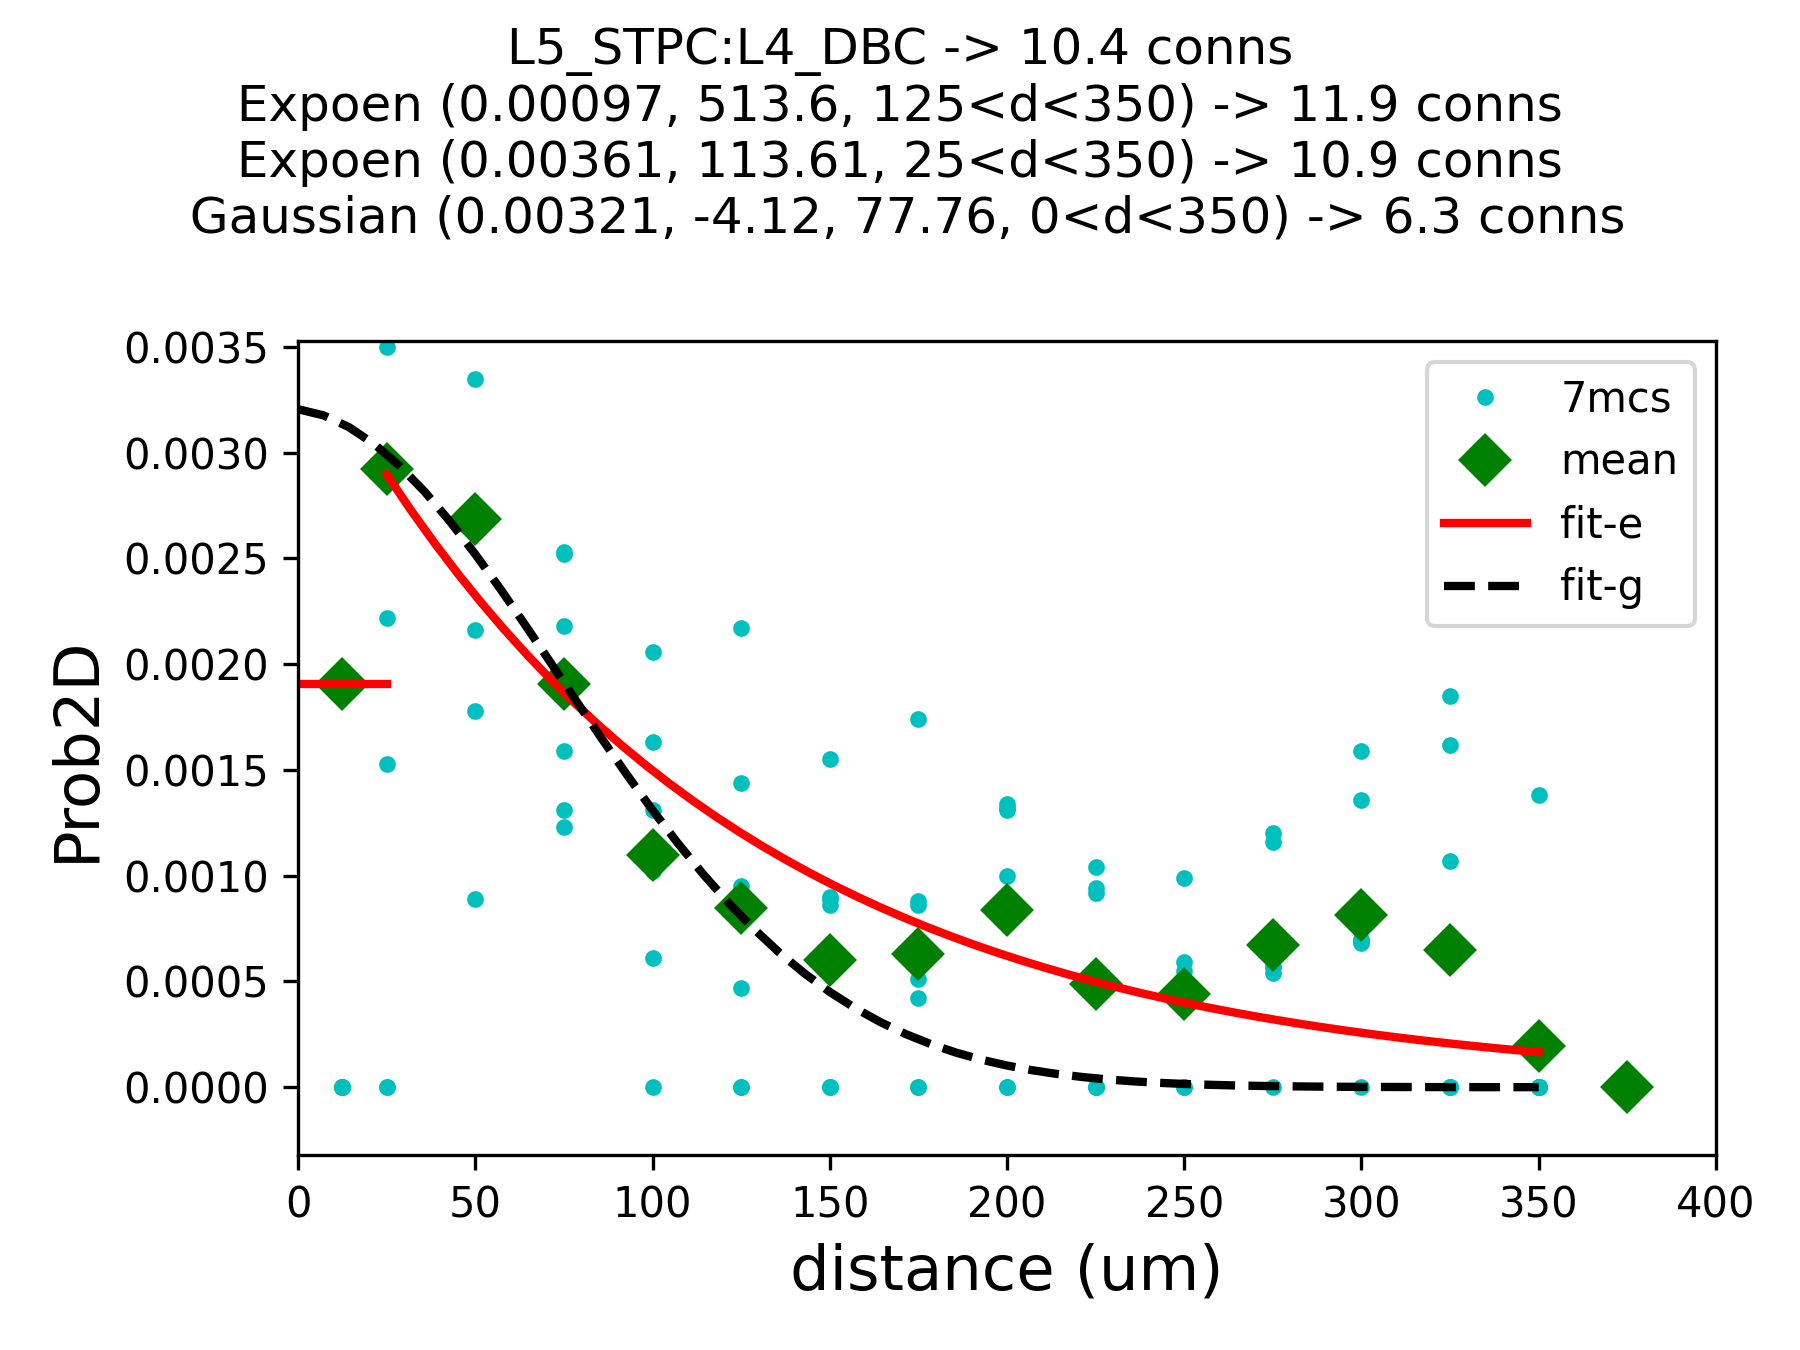 L5_STPC:L4_DBC -> 10.4 conns
Expoen (0.00097, 513.6, 125<d<350) -> 11.9 conns
Expoen (0.00361, 113.61, 25<d<350) -> 10.9 conns
Gaussian (0.00321, -4.12, 77.76, 0<d<350) -> 6.3 conns
7mcs
mean
fit-e
fit-g
Prob2D
0.0035
0.0030
0.0025
0.0020
0.0015
0.0010
0.0005
0.0000
0 50 100 150 200 250 300 350 400
distance (um)